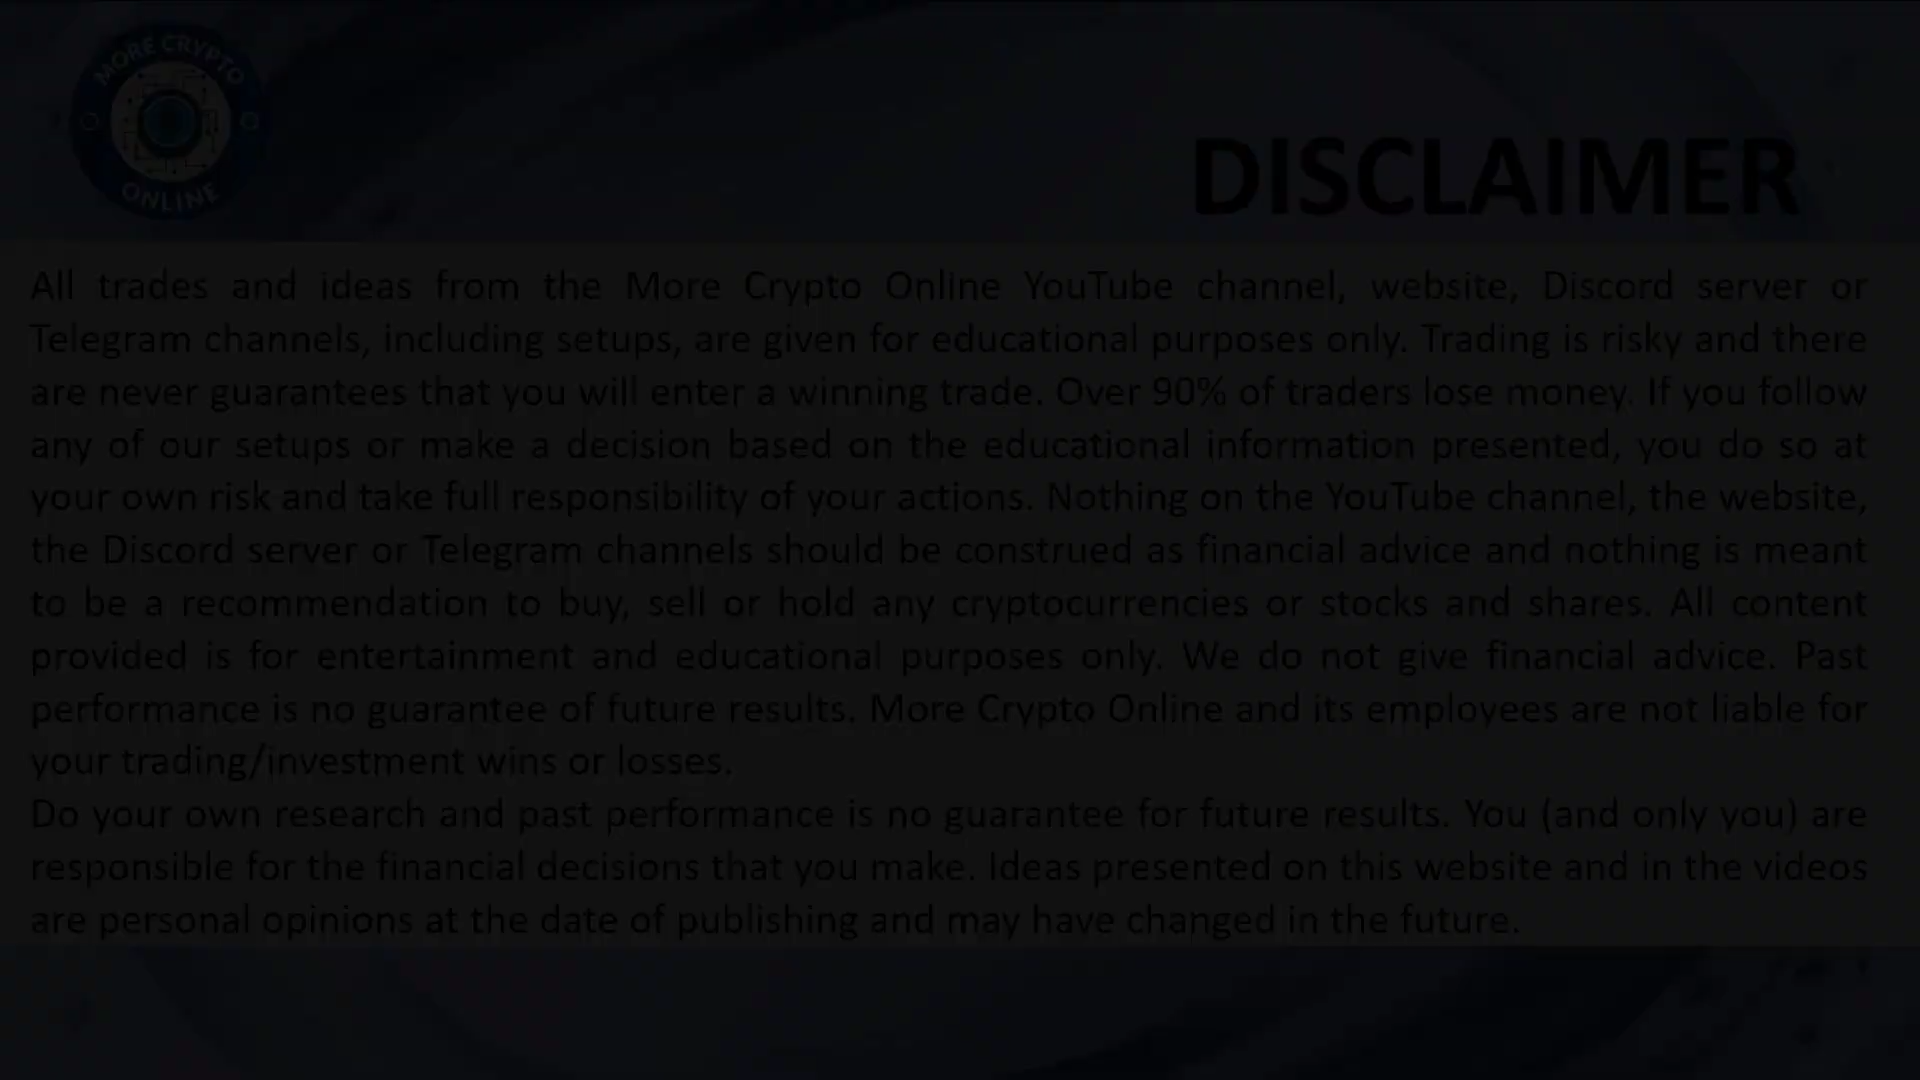 MORE CRYPTO
ONLINE
DISCLAIMER
All trades and ideas from the More Crypto Online YouTube channel, website, Discord server or
Telegram channels, including setups, are given for educational purposes only. Trading is risky and there
are never guarantees that you will enter a winning trade. Over 90% of traders lose money. If you follow
any of our setups or make a decision based on the educational information presented, you do so at
your own risk and take full responsibility of your actions. Nothing on the YouTube channel, the website,
the Discord server or Telegram channels should be construed as financial advice and nothing is meant
to be a recommendation to buy, sell or hold any cryptocurrencies or stocks and shares. All content
provided is for entertainment and educational purposes only. We do not give financial advice. Past
performance is no guarantee of future results. More Crypto Online and its employees are not liable for
your trading/investment wins or losses.
Do your own research and past performance is no guarantee for future results. You (and only you) are
responsible for the financial decisions that you make. Ideas presented on this website and in the videos
are personal opinions at the date of publishing and may have changed in the future.